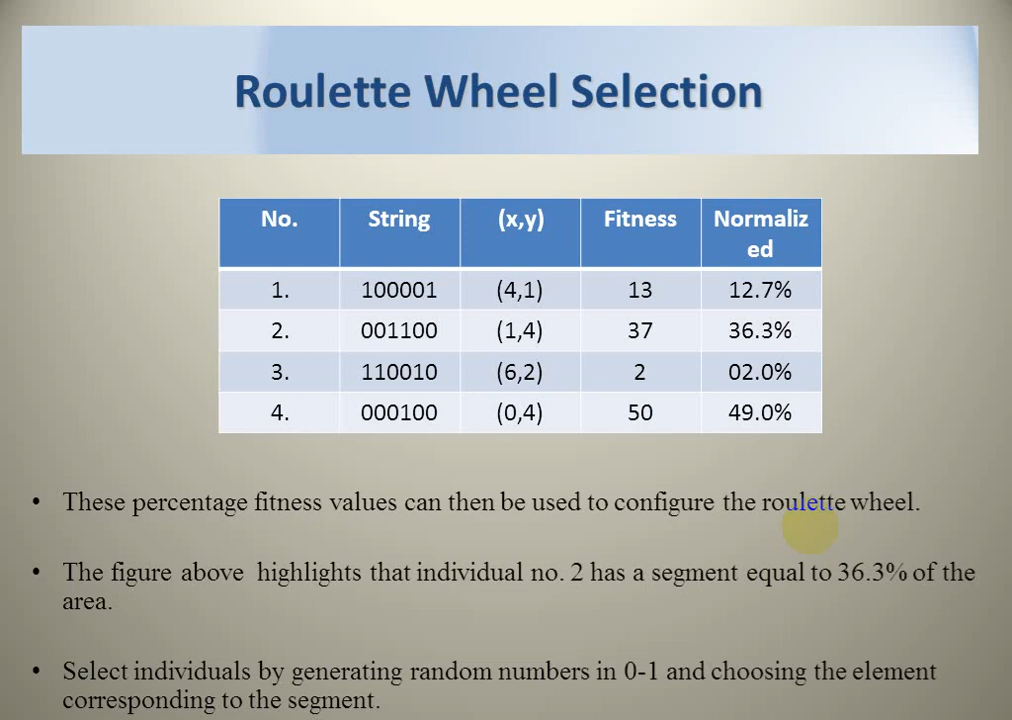 Roulette Wheel Selection
No. String (x,y) Fitness Normaliz
ed
1. 100001 (4,1) 13 12.7%
2. 001100 (1,4) 37 36.3%
3. 110010 (6,2) 2 02.0%
4. 000100 (0,4) 50 49.0%
• These percentage fitness values can then be used to configure the roulette wheel.
• The figure above highlights that individual no. 2 has a segment equal to 36.3% of the
area.
• Select individuals by generating random numbers in 0-1 and choosing the element
corresponding to the segment.